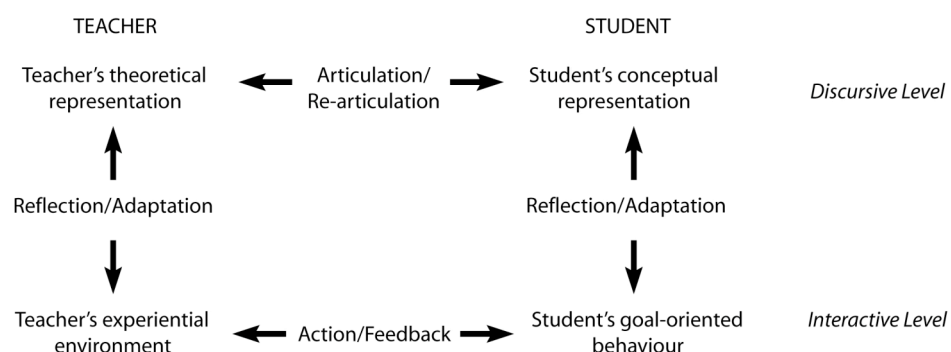 TEACHER
STUDENT
Teacher’s theoretical
representation
Articulation/
Re-articulation
Student’s conceptual
representation
Discursive Level
Reflection/Adaptation
Reflection/Adaptation
Teacher’s experiential
environment
Action/Feedback
Student’s goal-oriented
behaviour
Interactive Level